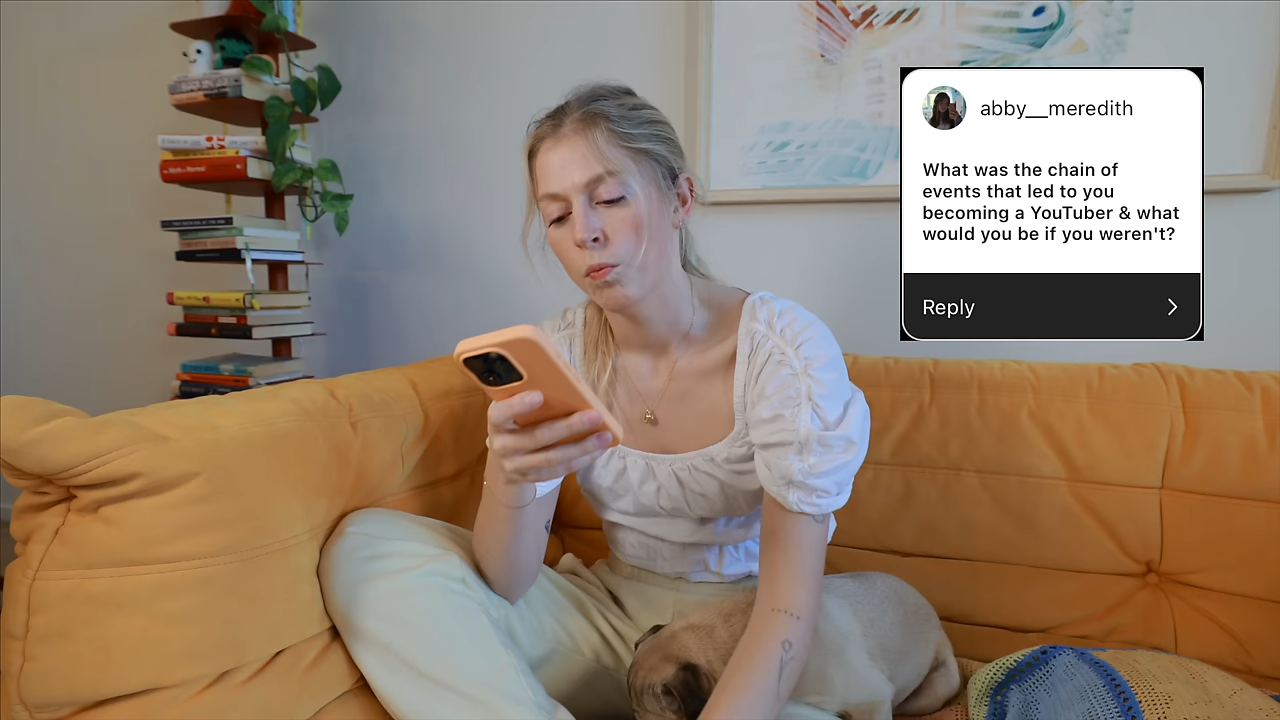 abby__meredith
What was the chain of
events that led to you
becoming a YouTuber & what
would you be if you weren't?
Reply